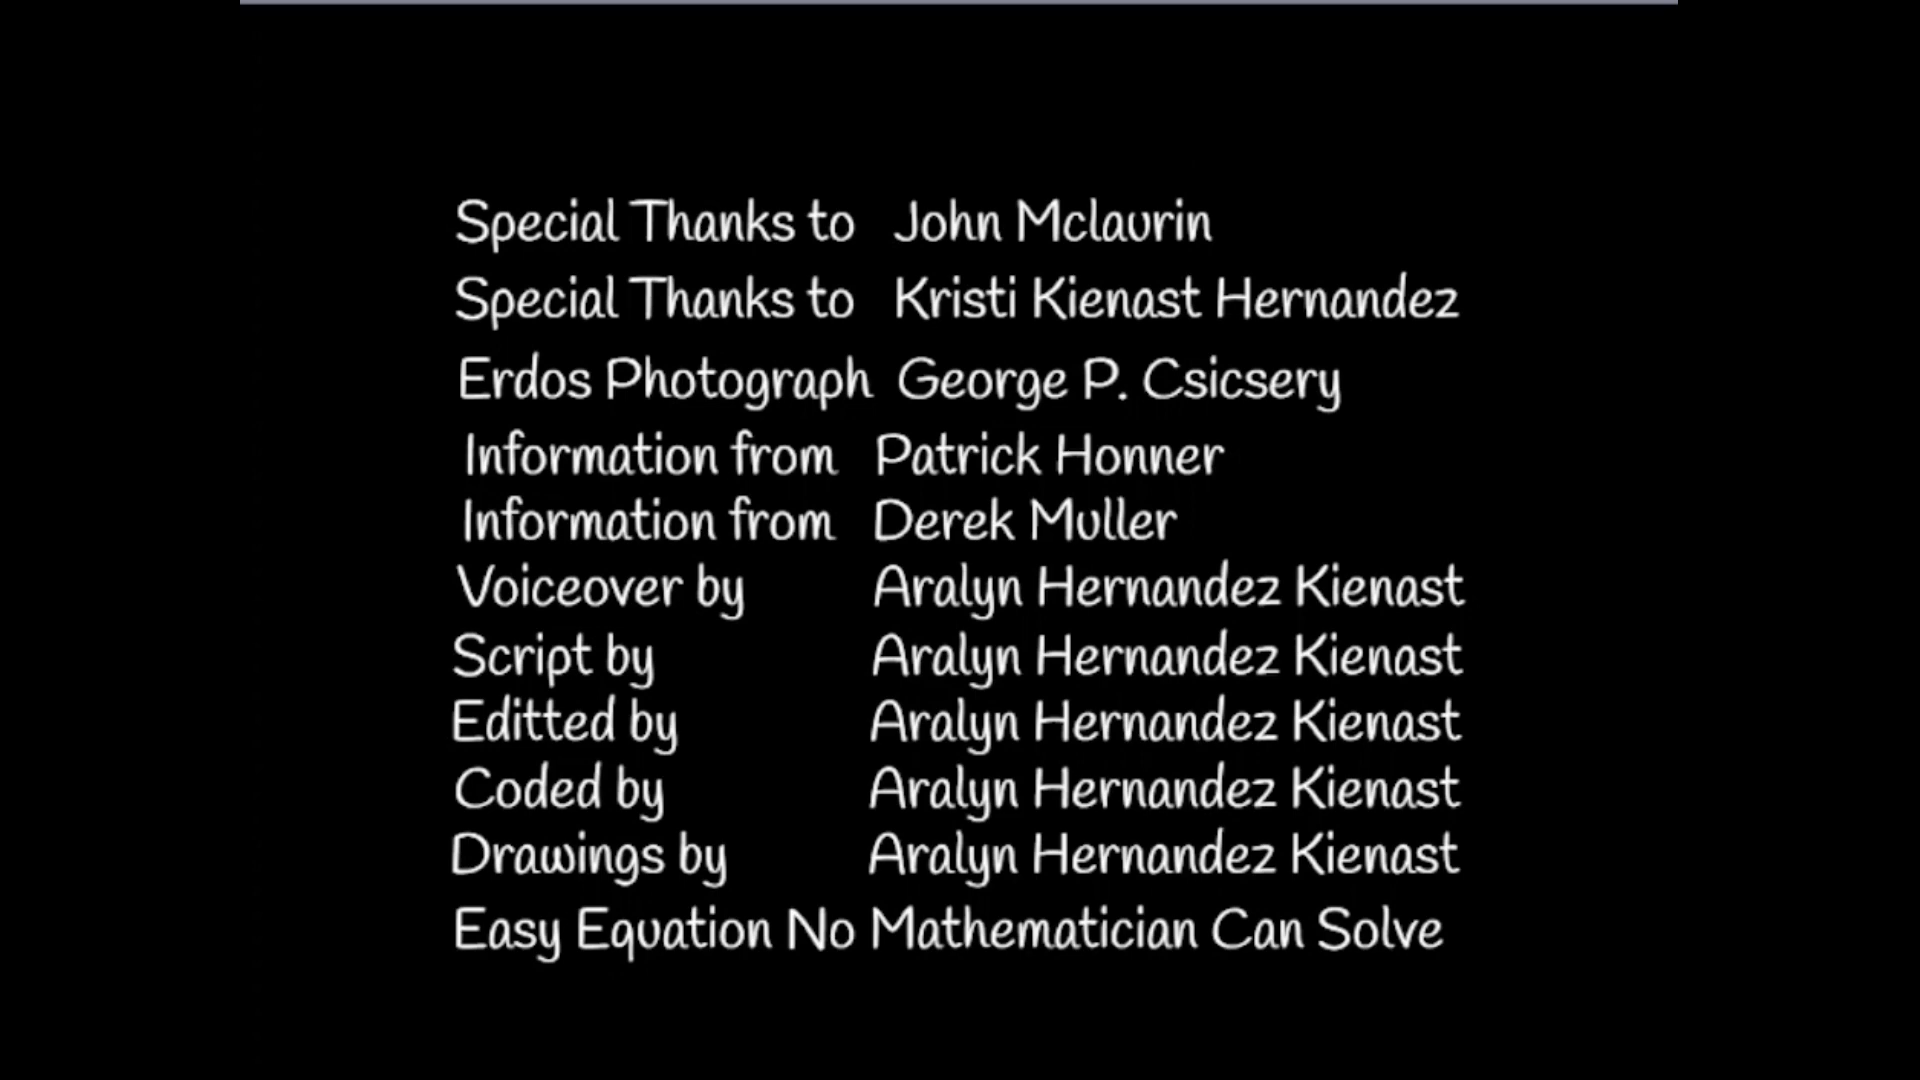 Special Thanks to John Mclaurin
Special Thanks to Kristi Kienast Hernandez
Erdos Photograph George P. Csicsery
Information from Patrick Honner
Information from Derek Muller
Voiceover by Aralyn Hernandez Kienast
Script by Aralyn Hernandez Kienast
Editted by Aralyn Hernandez Kienast
Coded by Aralyn Hernandez Kienast
Drawings by Aralyn Hernandez Kienast
Easy Equation No Mathematician Can Solve